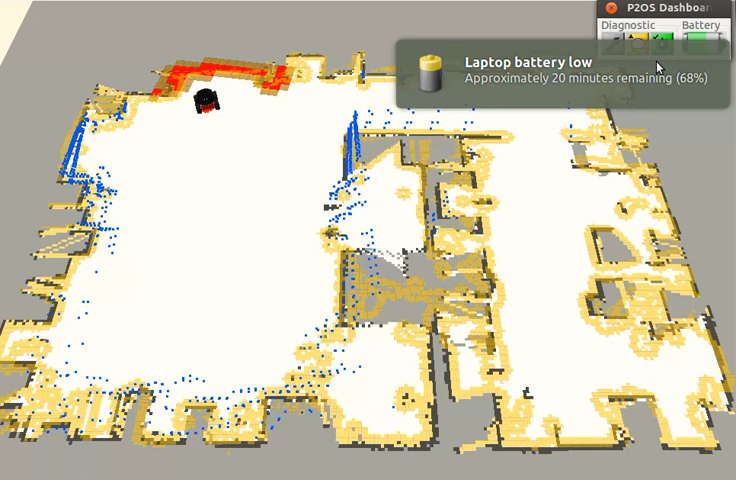 P2OS Dashboar
Diagnostic Battery
Laptop battery low
Approximately 20 minutes remaining (68%)